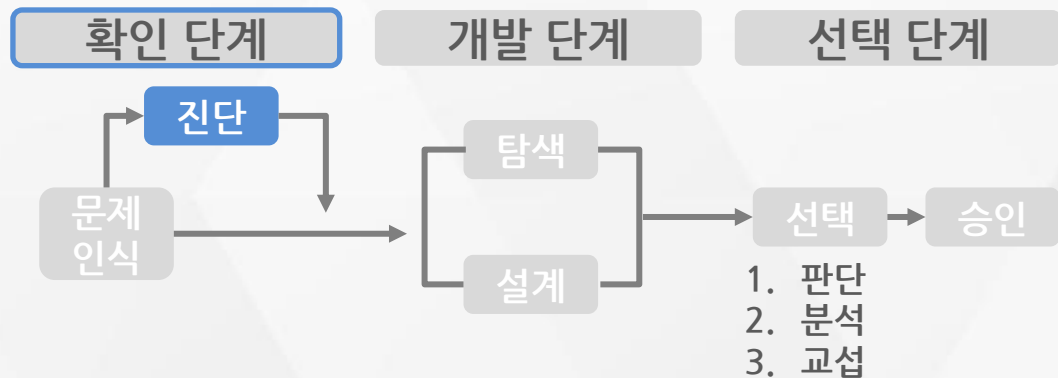 확인 단계
개발 단계
선택 단계
진단
문제
인식
탐색
설계
선택
승인
1. 판단
2. 분석
3. 교섭